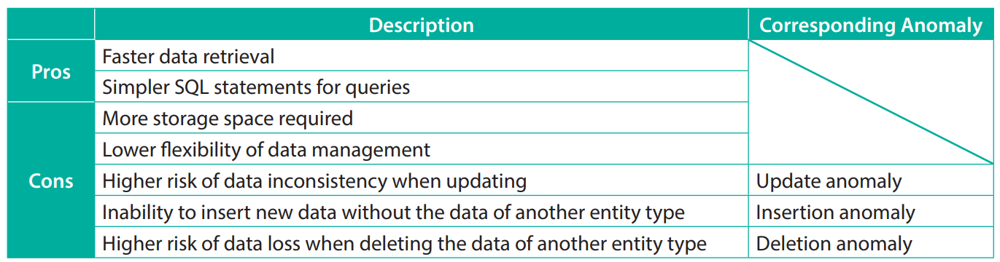 Description Corresponding Anomaly
Pros
Faster data retrieval
Simpler SQL statements for queries
Cons
More storage space required
Lower flexibility of data management
Higher risk of data inconsistency when updating Update anomaly
Inability to insert new data without the data of another entity type Insertion anomaly
Higher risk of data loss when deleting the data of another entity type Deletion anomaly